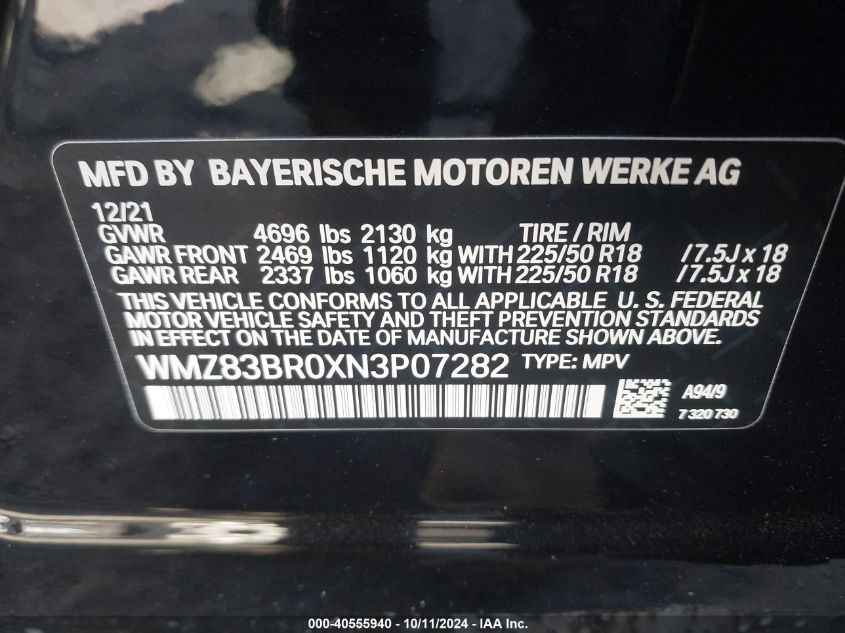 MFD BY BAYERISCHE MOTOREN WERKE AG
12/21
GVWR 4696 lbs 2130 kg TIRE / RIM
GAWR FRONT 2469 lbs 1120 kg WITH 225/50 R18 / 7.5J x 18
GAWR REAR 2337 lbs 1060 kg WITH 225/50 R18 / 7.5J x 18
THIS VEHICLE CONFORMS TO ALL APPLICABLE U. S. FEDERAL
MOTOR VEHICLE SAFETY AND THEFT PREVENTION STANDARDS
IN EFFECT ON THE DATE OF MANUFACTURE SHOWN ABOVE.
WMZ83BR0XN3P07282 TYPE: MPV
A94/9
7 320 730
000-40555940 - 10/11/2024 - IAA Inc.